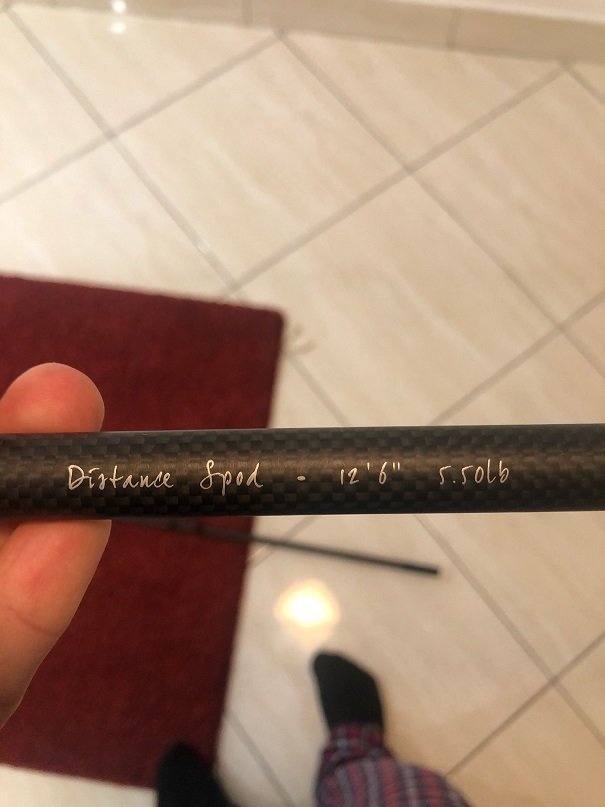 Distance Spod - 12'6" 5.50lb